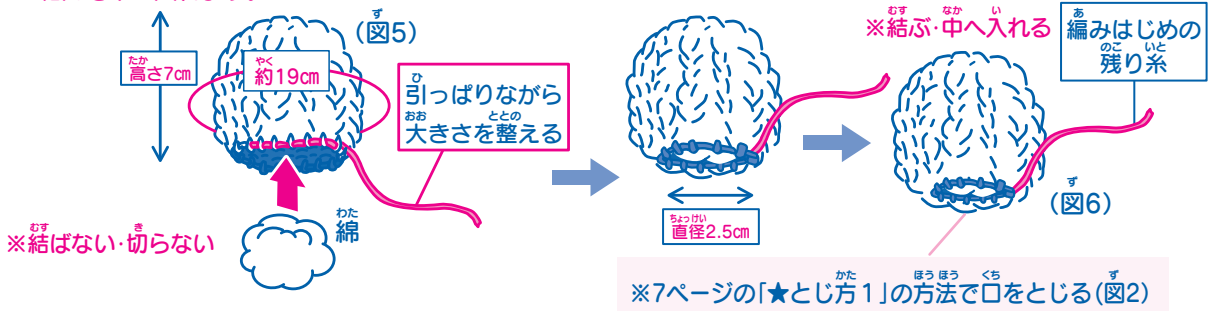 (図5)
高さ7cm
約19cm
引っぱりながら
大きさを整える
綿
※結ばない・切らない
直径2.5cm
※結ぶ・中へ入れる
編みはじめの
残り糸
(図6)
※7ページの「★とじ方1」の方法で口をとじる(図2)